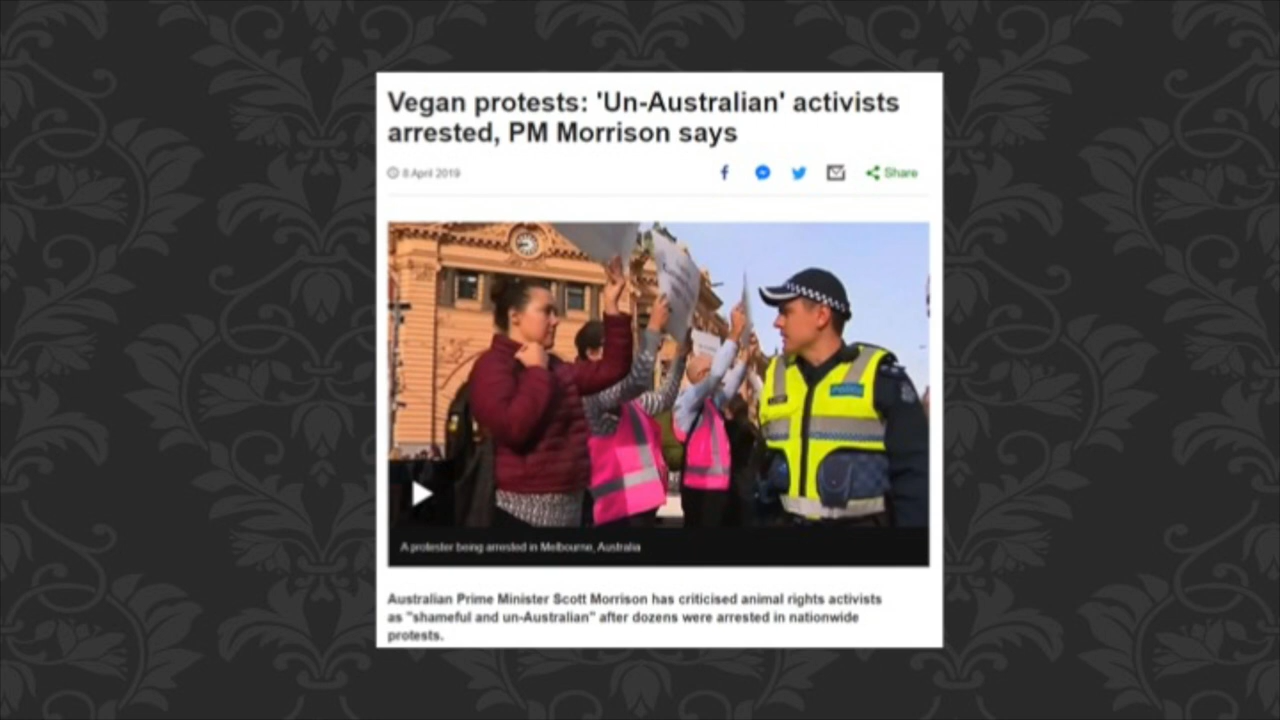 Vegan protests: 'Un-Australian' activists
arrested, PM Morrison says
8 April 2019
Share
A protester being arrested in Melbourne, Australia
Australian Prime Minister Scott Morrison has criticised animal rights activists
as "shameful and un-Australian" after dozens were arrested in nationwide
protests.